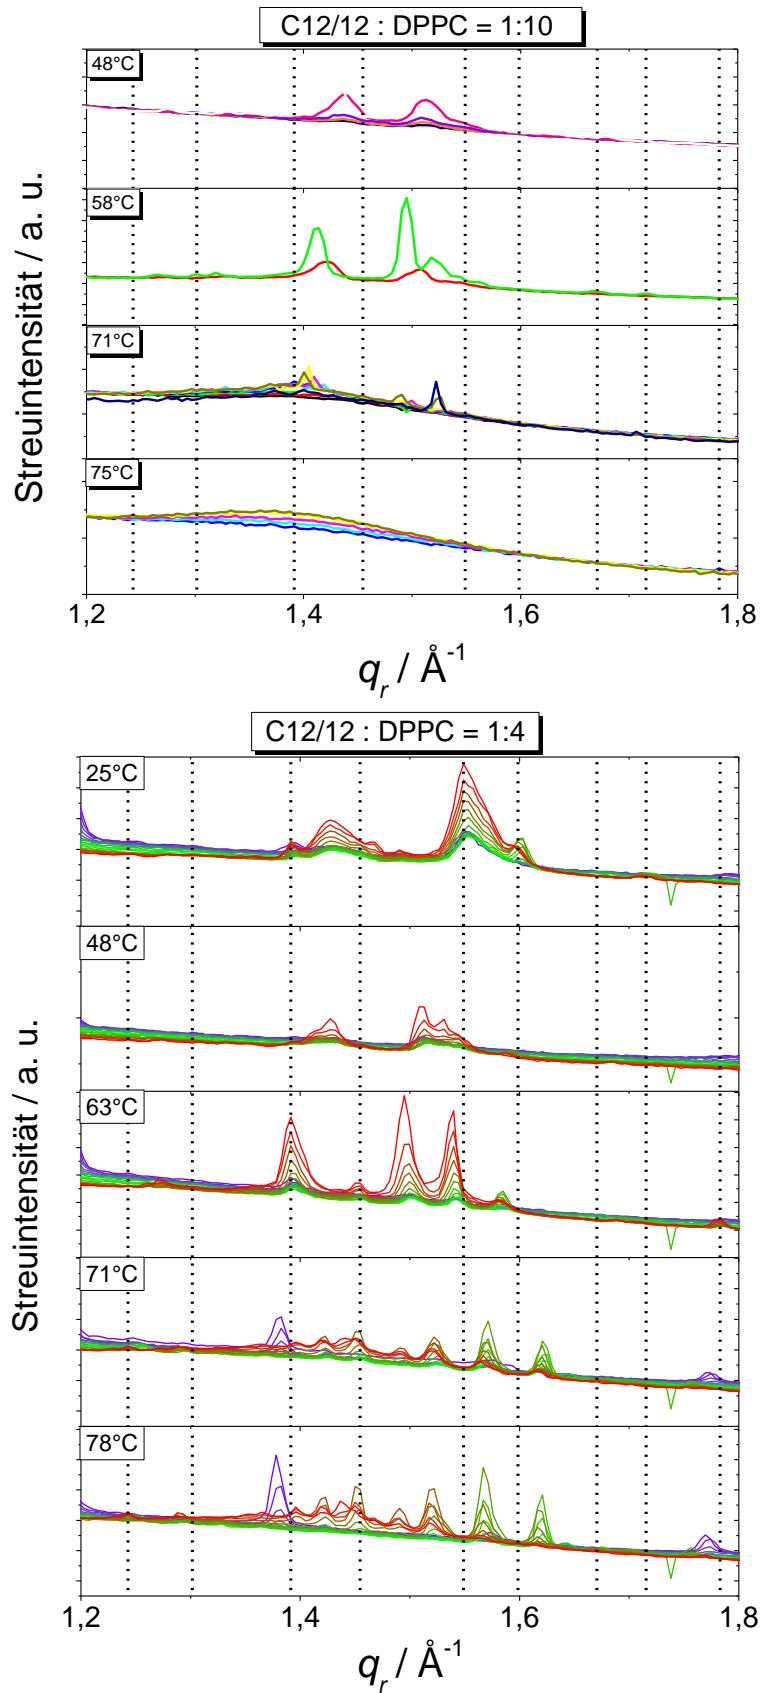 C12/12 : DPPC = 1:10
48°C
58°C
71°C
75°C
Streuintensität / a. u.
1,2 1,4 1,6 1,8
qr / Å-1
C12/12 : DPPC = 1:4
25°C
48°C
63°C
71°C
78°C
Streuintensität / a. u.
1,2 1,4 1,6 1,8
qr / Å-1